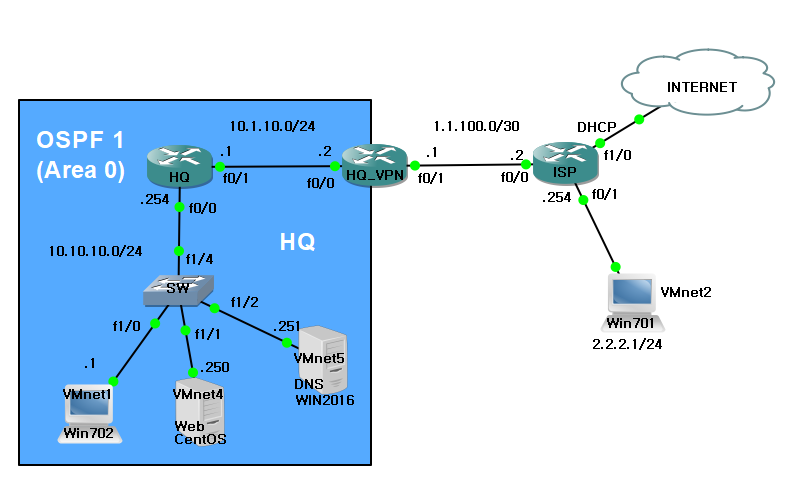 INTERNET
OSPF 1
(Area 0)
10.1.10.0/24
1.1.100.0/30
DHCP
.1
.2
.1
.2
f1/0
HQ
f0/1
f0/0
HQ_VPN
f0/1
f0/0
ISP
f0/1
.254
f0/0
.254
10.10.10.0/24
HQ
f1/4
SW
f1/2
VMnet2
f1/0
f1/1
.251
Win701
2.2.2.1/24
.1
.250
VMnet5
VMnet1
VMnet4
DNS
WIN2016
Win702
Web
CentOS